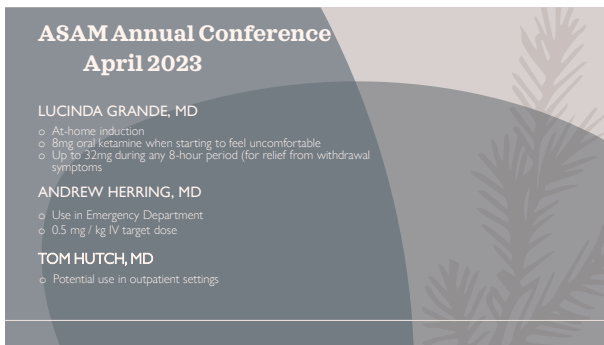 ASAM Annual Conference
April 2023
LUCINDA GRANDE, MD
o At-home induction
o 8mg oral ketamine when starting to feel uncomfortable
o Up to 32mg during any 8-hour period (for relief from withdrawal
symptoms
ANDREW HERRING, MD
o Use in Emergency Department
o 0.5 mg / kg IV target dose
TOM HUTCH, MD
o Potential use in outpatient settings